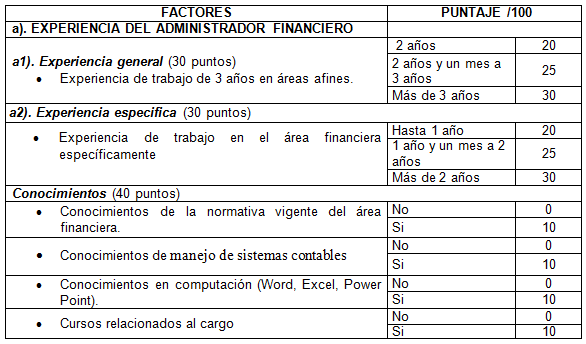 FACTORES PUNTAJE /100
a). EXPERIENCIA DEL ADMINISTRADOR FINANCIERO
a1). Experiencia general (30 puntos)
• Experiencia de trabajo de 3 años en áreas afines.
2 años 20
2 años y un mes a 3 años 25
Más de 3 años 30
a2). Experiencia especifica (30 puntos)
• Experiencia de trabajo en el área financiera
específicamente
Hasta 1 año 20
1 año y un mes a 2 años 25
Más de 2 años 30
Conocimientos (40 puntos)
• Conocimientos de la normativa vigente del área
financiera.
No 0
Si 10
• Conocimientos de manejo de sistemas contables
No 0
Si 10
• Conocimientos en computación (Word, Excel, Power
Point).
No 0
Si 10
• Cursos relacionados al cargo
No 0
Si 10